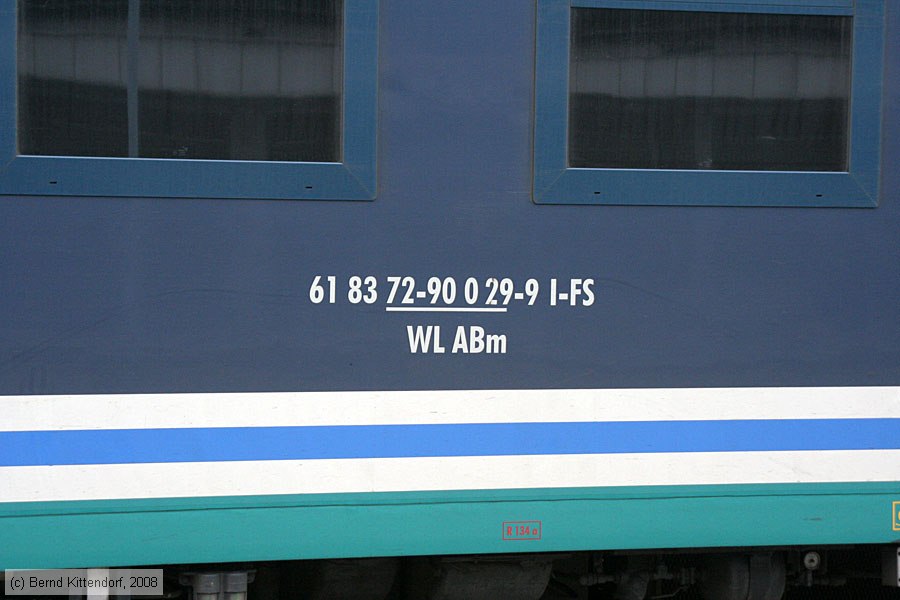 61 83 72-90 0 29-9 I-FS
WL ABm
R 134 a
(c) Bernd Kittendorf, 2008